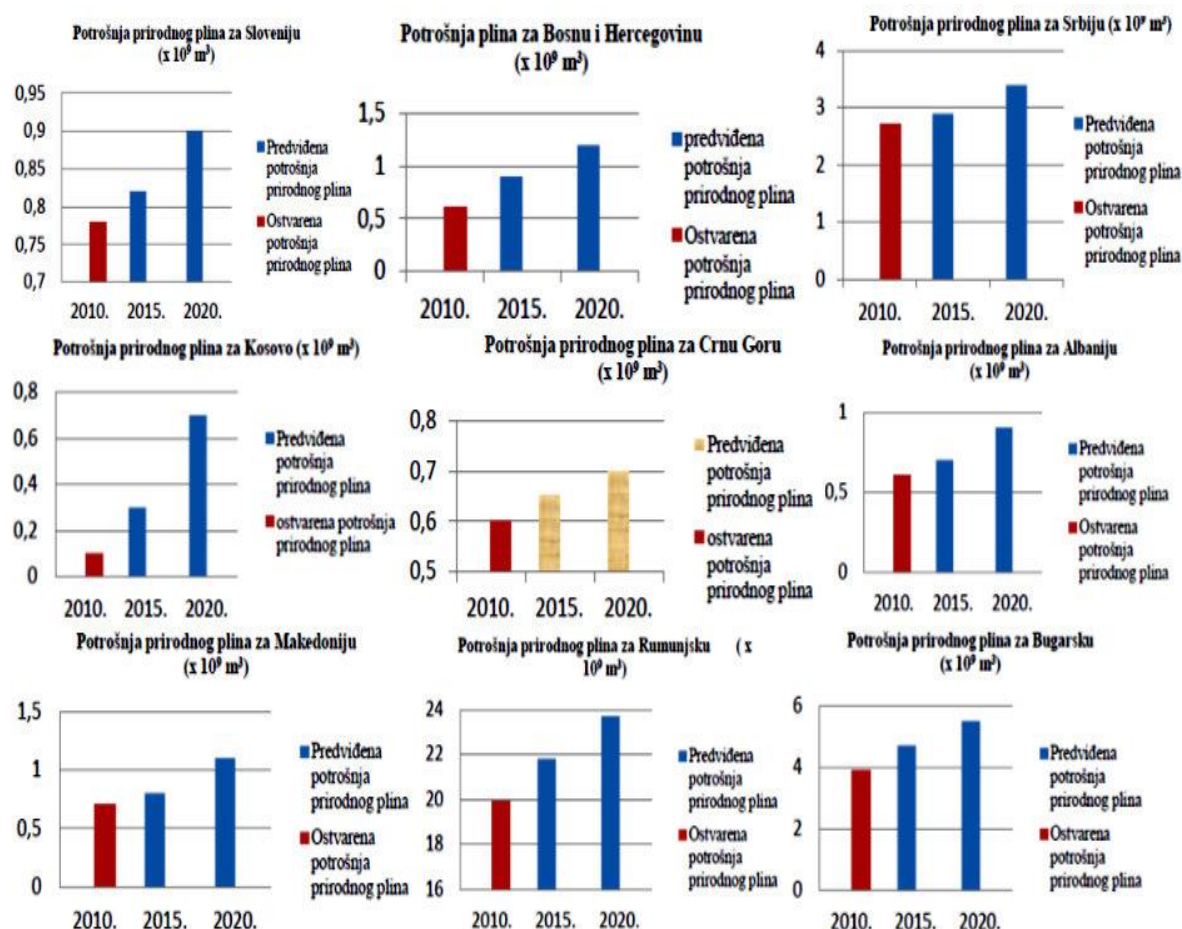 Potrošnja prirodnog plina za Sloveniju
(x 10⁹ m³)
0,95
0,9
0,85
0,8
0,75
0,7
2010. 2015. 2020.
Predviđena
potrošnja
prirodnog plina
Ostvarena
potrošnja
prirodnog plina
Potrošnja plina za Bosnu i Hercegovinu
(x 10⁹ m³)
1,5
1
0,5
0
2010. 2015. 2020.
predviđena
potrošnja
prirodnog plina
Ostvarena
potrošnja
prirodnog plina
Potrošnja prirodnog plina za Srbiju (x 10⁹ m³)
4
3
2
1
0
2010. 2015. 2020.
Predviđena
potrošnja
prirodnog plina
Ostvarena
potrošnja
prirodnog plina
Potrošnja prirodnog plina za Kosovo (x 10⁹ m³)
0,8
0,6
0,4
0,2
0
2010. 2015. 2020.
Predviđena
potrošnja
prirodnog plina
ostvarena potrošnja
prirodnog plina
Potrošnja prirodnog plina za Crnu Goru
(x 10⁹ m³)
0,8
0,7
0,6
0,5
2010. 2015. 2020.
Predviđena
potrošnja
prirodnog plina
ostvarena
potrošnja
prirodnog plina
Potrošnja prirodnog plina za Albaniju
(x 10⁹ m³)
1
0,5
0
2010. 2015. 2020.
Predviđena
potrošnja
prirodnog plina
Ostvarena
potrošnja
prirodnog plina
Potrošnja prirodnog plina za Makedoniju
(x 10⁹ m³)
1,5
1
0,5
0
2010. 2015. 2020.
Predviđena
potrošnja
prirodnog plina
Ostvarena
potrošnja
prirodnog plina
Potrošnja prirodnog plina za Rumunjsku ( x
10⁹ m³)
24
22
20
18
16
2010. 2015. 2020.
Predviđena
potrošnja
prirodnog plina
Ostvarena
potrošnja
prirodnog plina
Potrošnja prirodnog plina za Bugarsku
(x 10⁹ m³)
6
4
2
0
2010. 2015. 2020.
Predviđena
potrošnja
prirodnog plina
Ostvarena
potrošnja
prirodnog plina